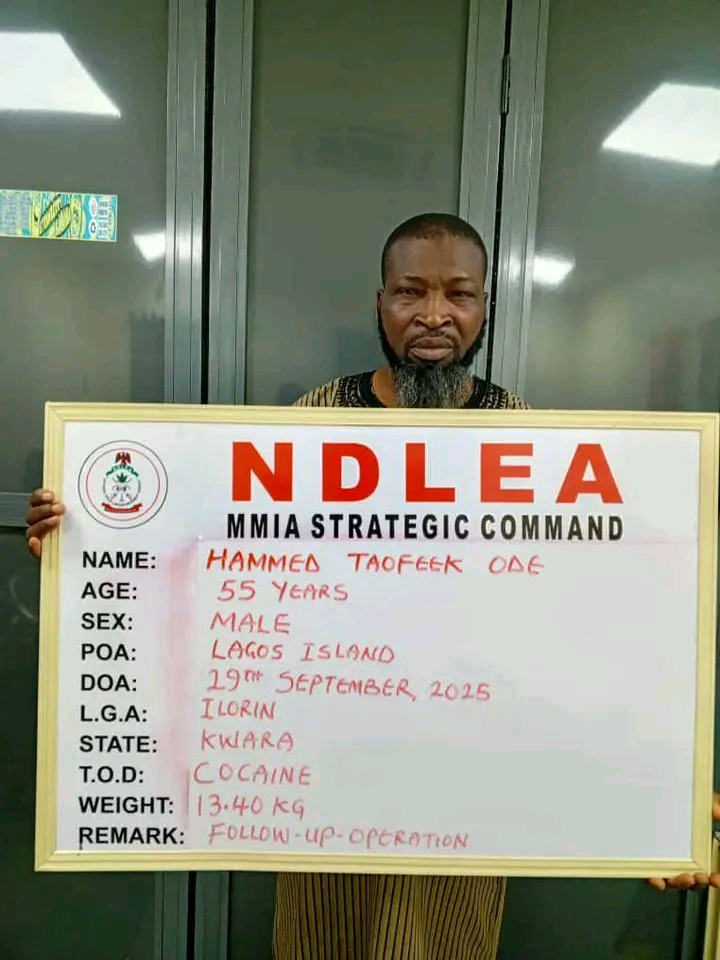 NDLEA
MMIA STRATEGIC COMMAND
NAME: HAMMED TAOFEEK ODE
AGE: 55 YEARS
SEX: MALE
POA: LAGOS ISLAND
DOA: 29TH SEPTEMBER, 2025
L.G.A: ILORIN
STATE: KWARA
T.O.D: COCAINE
WEIGHT: 13.40 KG
REMARK: FOLLOW-UP-OPERATION